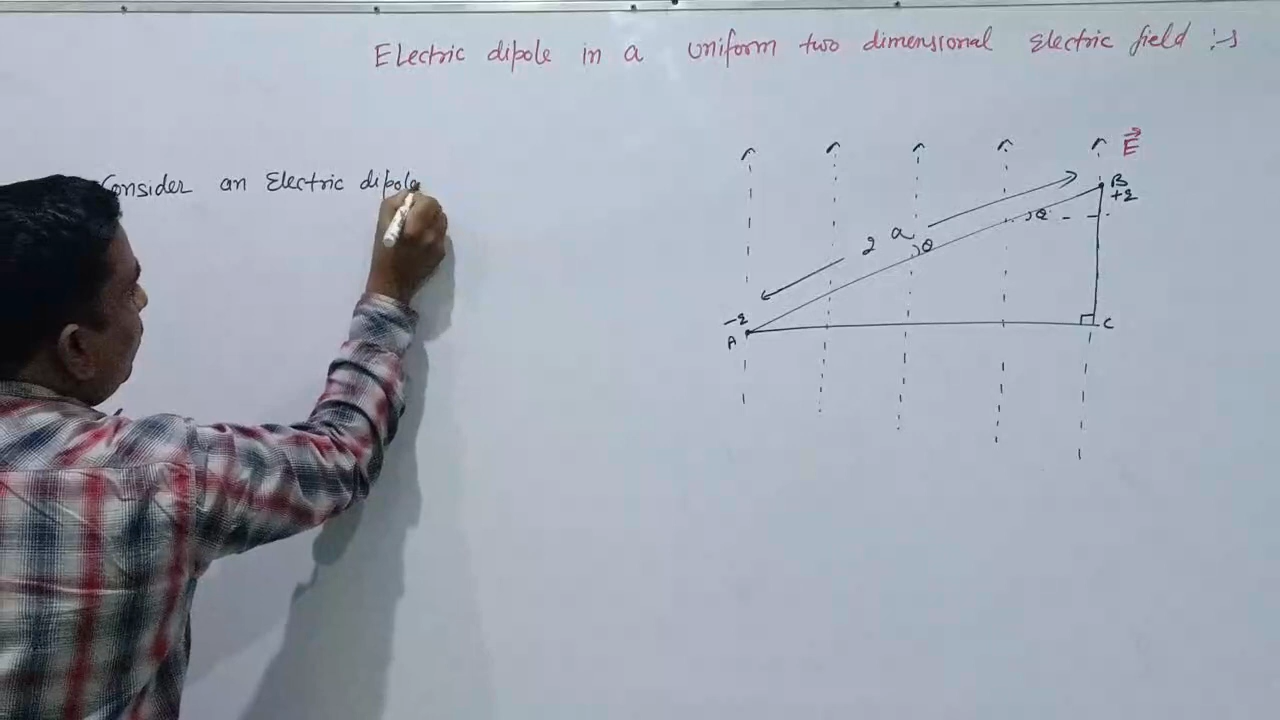 Electric dipole in a uniform two dimensional Electric field :-
Consider an Electric dipole
E
B
+q
θ
2a
θ
-q
A
C